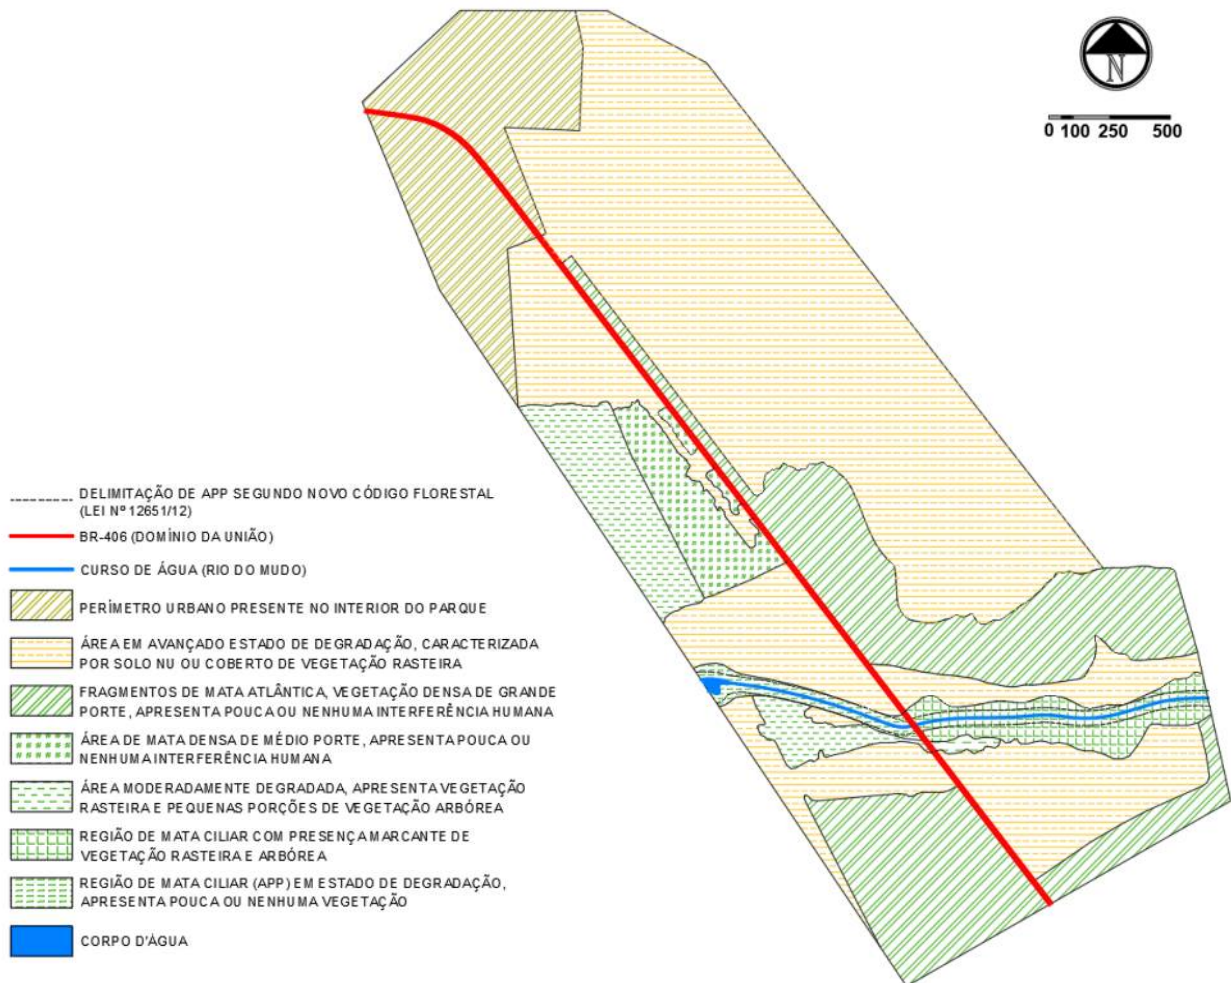 N
0 100 250 500
DELIMITAÇÃO DE APP SEGUNDO NOVO CÓDIGO FLORESTAL
(LEI Nº 12651/12)
BR-406 (DOMÍNIO DA UNIÃO)
CURSO DE ÁGUA (RIO DO MUDO)
PERÍMETRO URBANO PRESENTE NO INTERIOR DO PARQUE
ÁREA EM AVANÇADO ESTADO DE DEGRADAÇÃO, CARACTERIZADA
POR SOLO NU OU COBERTO DE VEGETAÇÃO RASTEIRA
FRAGMENTOS DE MATA ATLÂNTICA, VEGETAÇÃO DENSA DE GRANDE
PORTE, APRESENTA POUCA OU NENHUMA INTERFERÊNCIA HUMANA
ÁREA DE MATA DENSA DE MÉDIO PORTE, APRESENTA POUCA OU
NENHUMA INTERFERÊNCIA HUMANA
ÁREA MODERADAMENTE DEGRADADA, APRESENTA VEGETAÇÃO
RASTEIRA E PEQUENAS PORÇÕES DE VEGETAÇÃO ARBÓREA
REGIÃO DE MATA CILIAR COM PRESENÇA MARCANTE DE
VEGETAÇÃO RASTEIRA E ARBÓREA
REGIÃO DE MATA CILIAR (APP) EM ESTADO DE DEGRADAÇÃO,
APRESENTA POUCA OU NENHUMA VEGETAÇÃO
CORPO D'ÁGUA